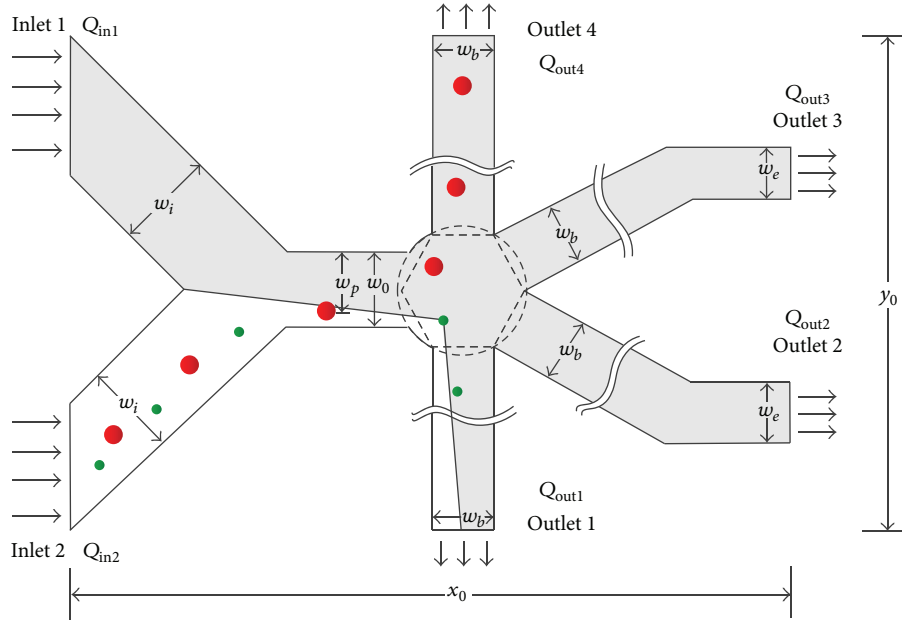 Inlet 1 Q_in1
Outlet 4
Q_out4
w_b
Q_out3
Outlet 3
w_e
w_i
w_b
w_p
w_0
y_0
Q_out2
Outlet 2
w_b
w_i
w_e
Q_out1
w_b
Outlet 1
Inlet 2 Q_in2
x_0